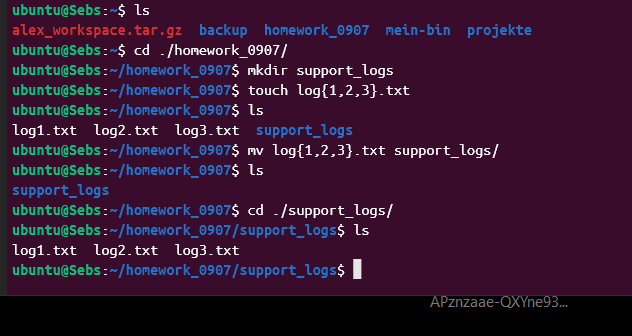 ubuntu@Sebs:~$ ls
alex_workspace.tar.gz  backup  homework_0907  mein-bin  projekte
ubuntu@Sebs:~$ cd ./homework_0907/
ubuntu@Sebs:~/homework_0907$ mkdir support_logs
ubuntu@Sebs:~/homework_0907$ touch log{1,2,3}.txt
ubuntu@Sebs:~/homework_0907$ ls
log1.txt  log2.txt  log3.txt  support_logs
ubuntu@Sebs:~/homework_0907$ mv log{1,2,3}.txt support_logs/
ubuntu@Sebs:~/homework_0907$ ls
support_logs
ubuntu@Sebs:~/homework_0907$ cd ./support_logs/
ubuntu@Sebs:~/homework_0907/support_logs$ ls
log1.txt  log2.txt  log3.txt
ubuntu@Sebs:~/homework_0907/support_logs$
APznzaae-QXYne93...